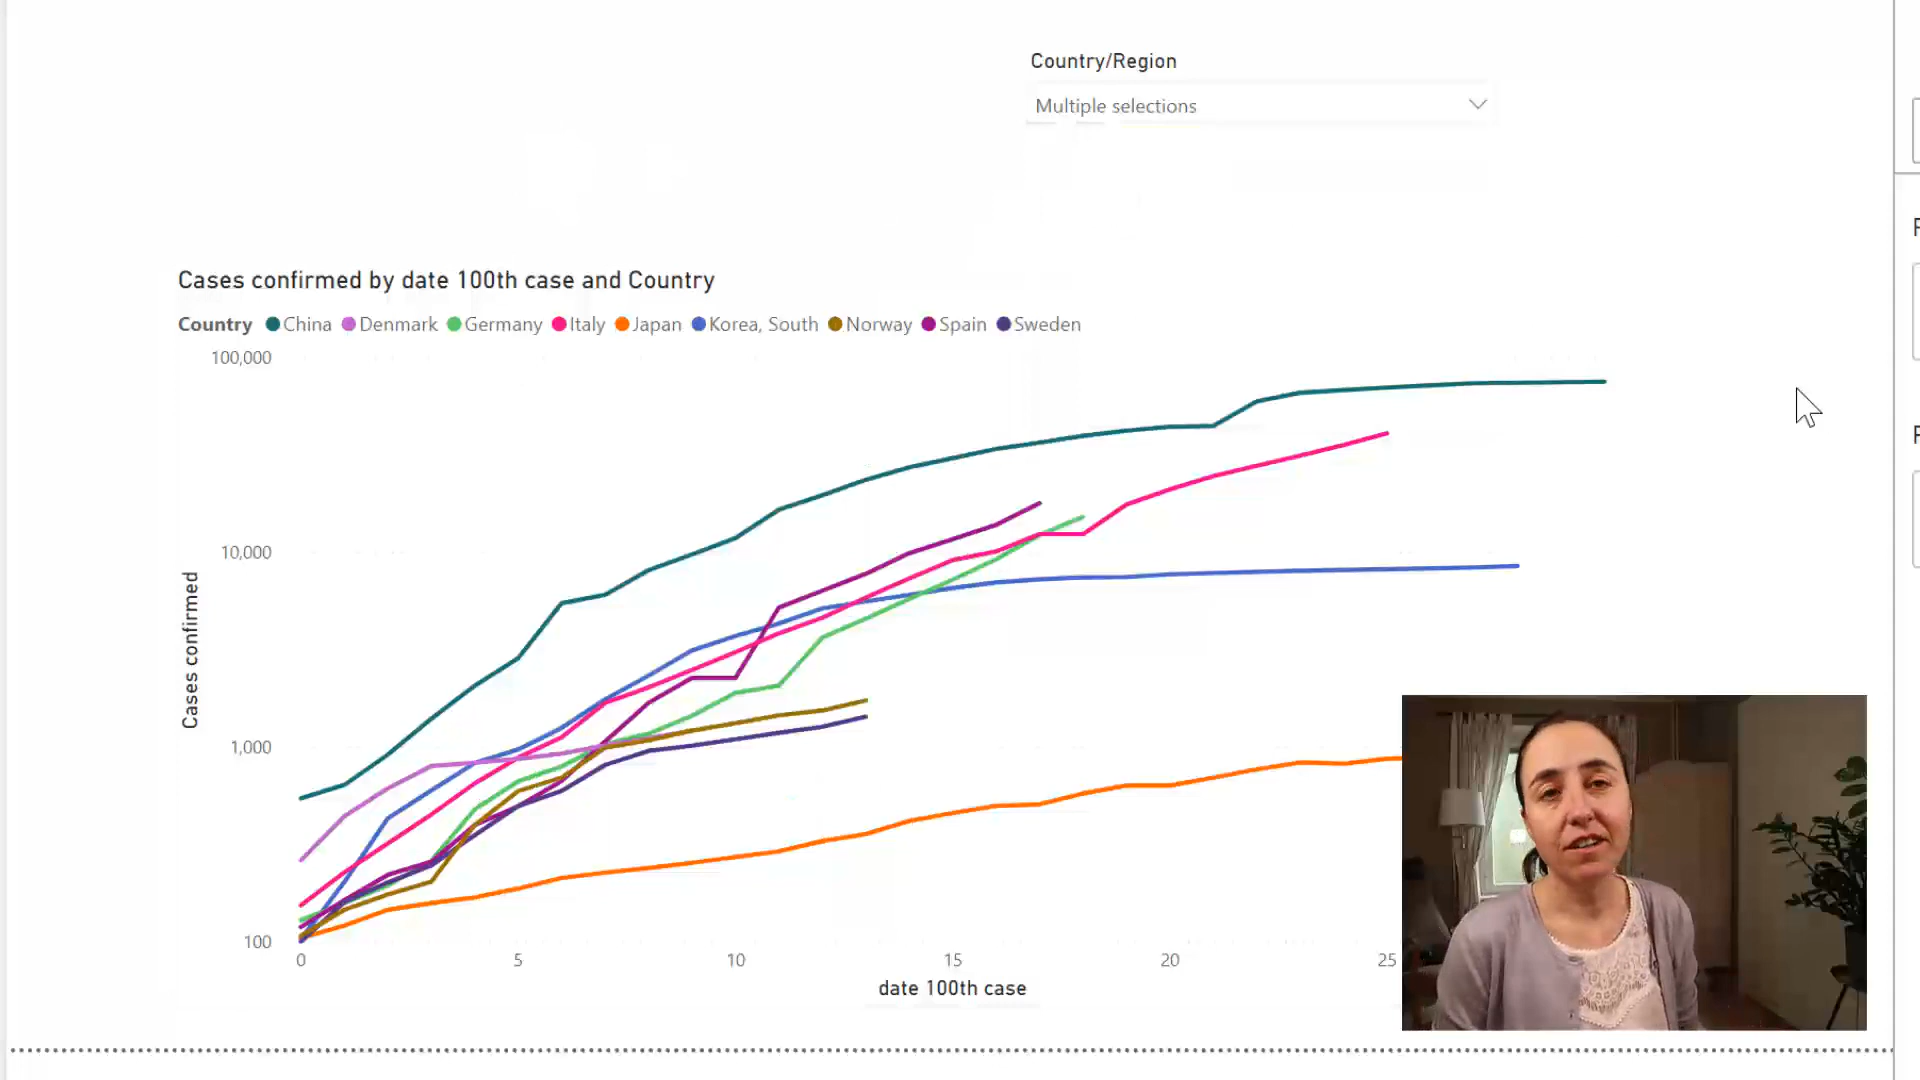 Country/Region
Multiple selections
Cases confirmed by date 100th case and Country
Country China Denmark Germany Italy Japan Korea, South Norway Spain Sweden
100,000
10,000
1,000
100
Cases confirmed
0 5 10 15 20 25
date 100th case